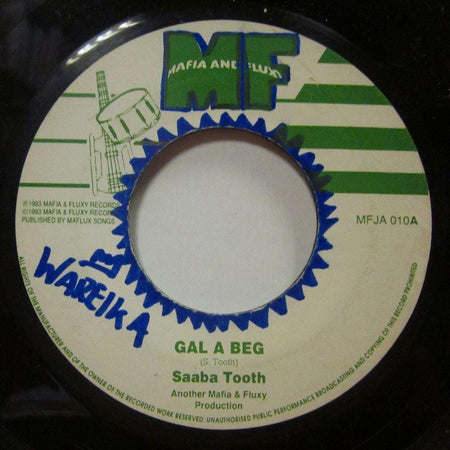 MF
MAFIA AND FLUXY
℗1993 MAFIA & FLUXY RECORDS
©1993 MAFIA & FLUXY RECORDS
PUBLISHED BY MAFLUX SONGS
MFJA 010A
WAREIKA
GAL A BEG
(S. Tooth)
Saaba Tooth
Another Mafia & Fluxy
Production
ALL RIGHTS OF THE MANUFACTURER AND OF THE OWNER OF THE RECORDED WORK RESERVED. UNAUTHORISED PUBLIC PERFORMANCE BROADCASTING AND COPYING OF THIS RECORD PROHIBITED